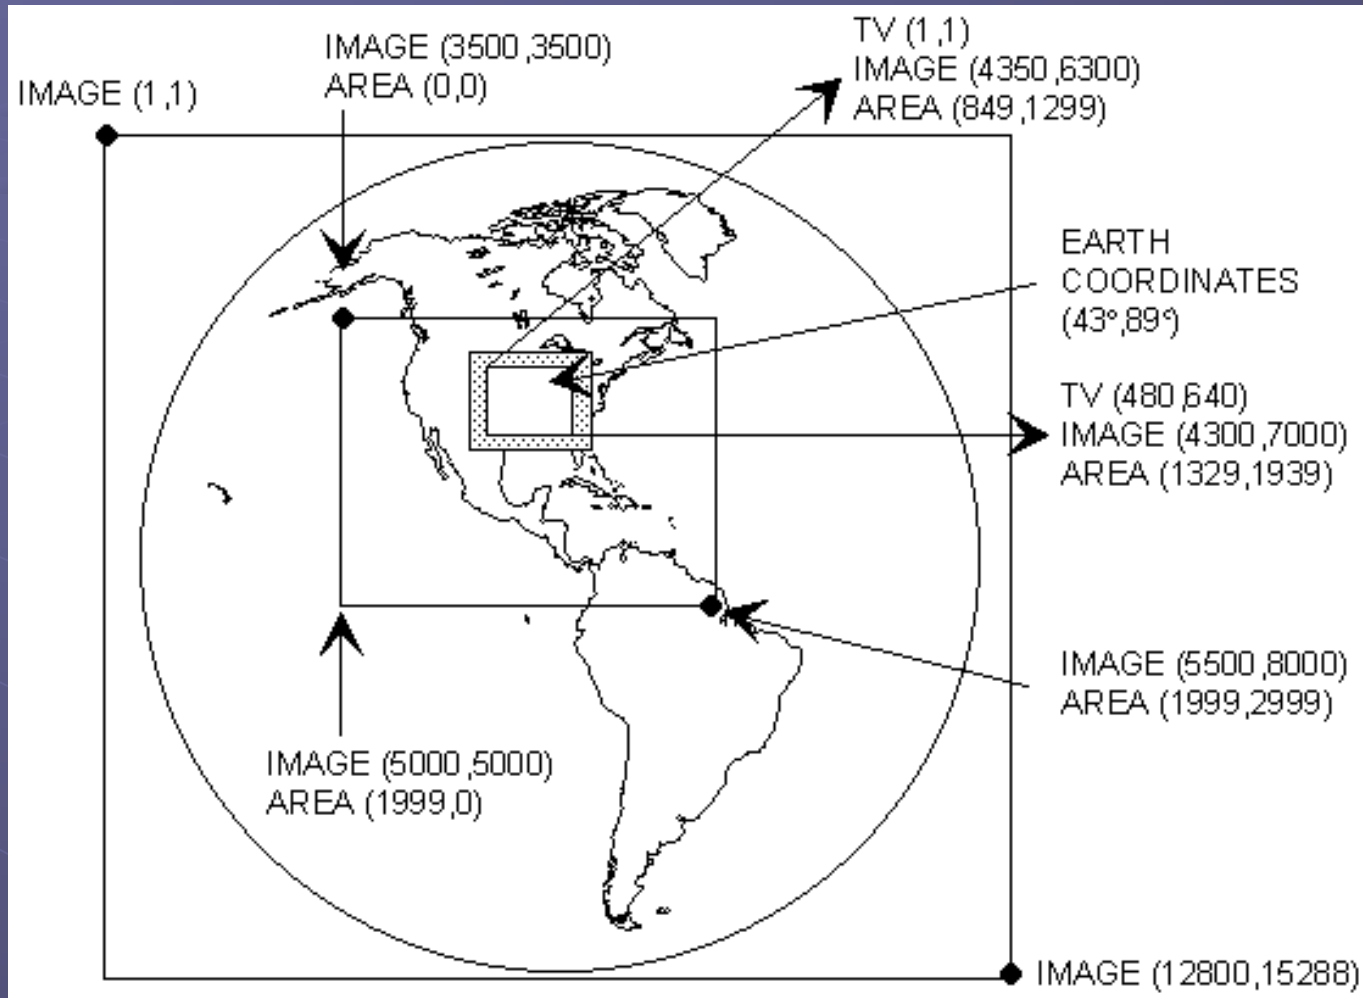 IMAGE (1,1)
IMAGE (3500,3500)
AREA (0,0)
TV (1,1)
IMAGE (4350,6300)
AREA (849,1299)
EARTH
COORDINATES
(43°,89°)
TV (480,640)
IMAGE (4300,7000)
AREA (1329,1939)
IMAGE (5500,8000)
AREA (1999,2999)
IMAGE (5000,5000)
AREA (1999,0)
IMAGE (12800,15288)